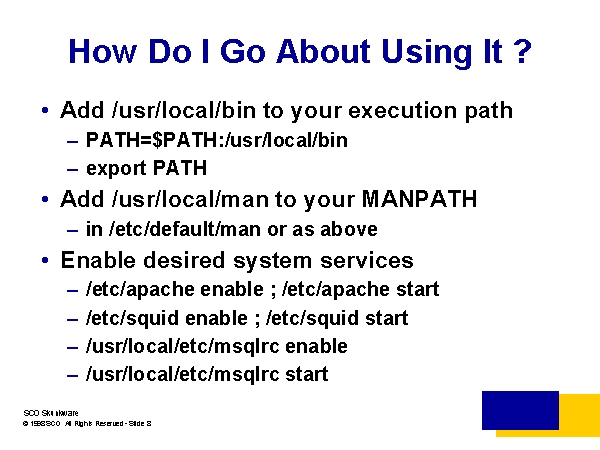 How Do I Go About Using It ?
• Add /usr/local/bin to your execution path
– PATH=$PATH:/usr/local/bin
– export PATH
• Add /usr/local/man to your MANPATH
– in /etc/default/man or as above
• Enable desired system services
– /etc/apache enable ; /etc/apache start
– /etc/squid enable ; /etc/squid start
– /usr/local/etc/msqlrc enable
– /usr/local/etc/msqlrc start
SCO Skunkware
© 1998 SCO All Rights Reserved - Slide 8